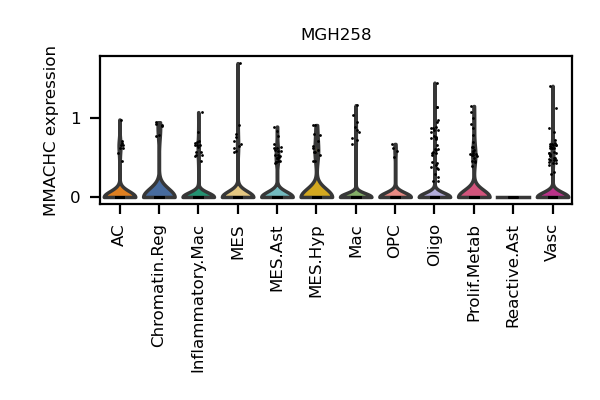 MGH258
MMACHC expression
1
0
AC
Chromatin.Reg
Inflammatory.Mac
MES
MES.Ast
MES.Hyp
Mac
OPC
Oligo
Prolif.Metab
Reactive.Ast
Vasc